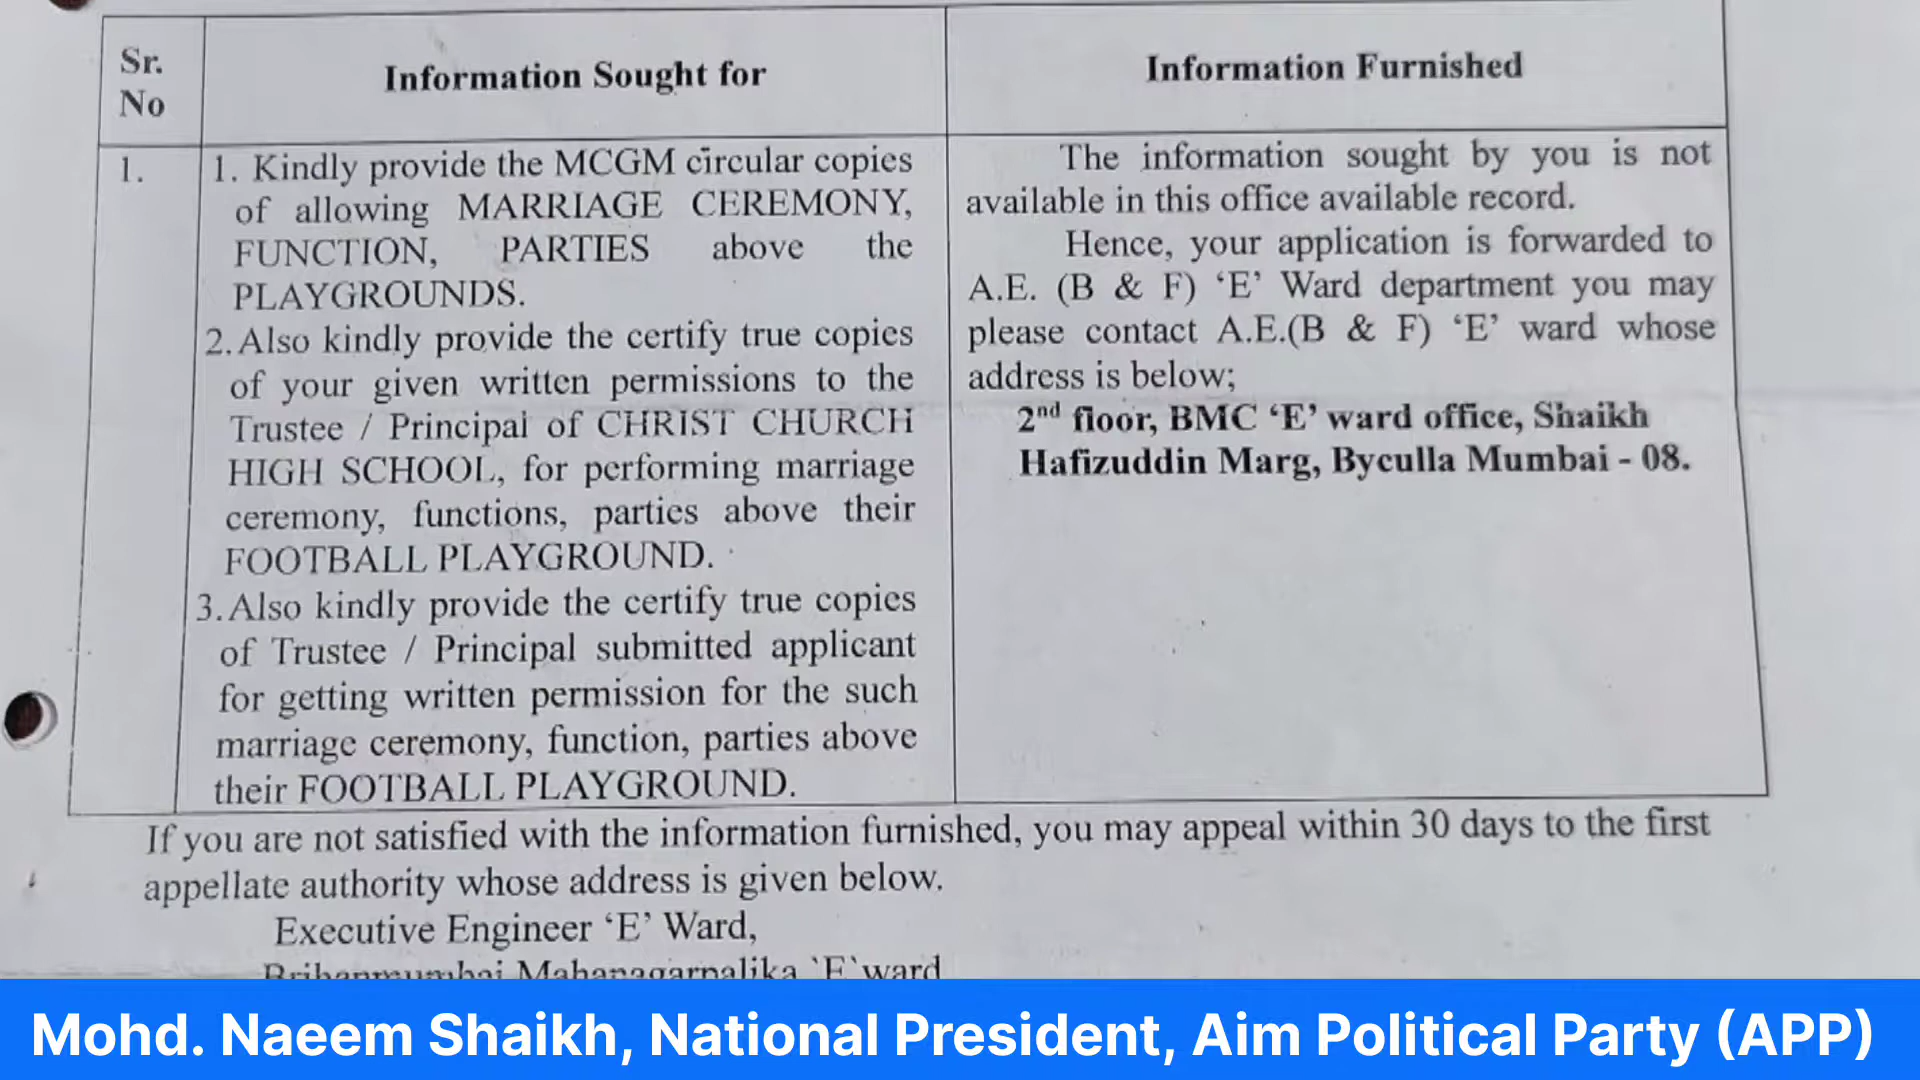 Sr.
No
Information Sought for
Information Furnished
1.
1. Kindly provide the MCGM circular copies
of allowing MARRIAGE CEREMONY,
FUNCTION, PARTIES above the
PLAYGROUNDS.
2. Also kindly provide the certify true copies
of your given written permissions to the
Trustee / Principal of CHRIST CHURCH
HIGH SCHOOL, for performing marriage
ceremony, functions, parties above their
FOOTBALL PLAYGROUND.
3. Also kindly provide the certify true copies
of Trustee / Principal submitted applicant
for getting written permission for the such
marriage ceremony, function, parties above
their FOOTBALL PLAYGROUND.
The information sought by you is not
available in this office available record.
Hence, your application is forwarded to
A.E. (B & F) ‘E’ Ward department you may
please contact A.E.(B & F) ‘E’ ward whose
address is below;
2nd floor, BMC ‘E’ ward office, Shaikh
Hafizuddin Marg, Byculla Mumbai - 08.
If you are not satisfied with the information furnished, you may appeal within 30 days to the first
appellate authority whose address is given below.
Executive Engineer ‘E’ Ward,
Brihanmumbai Mahanagarpalika `E`ward
Mohd. Naeem Shaikh, National President, Aim Political Party (APP)